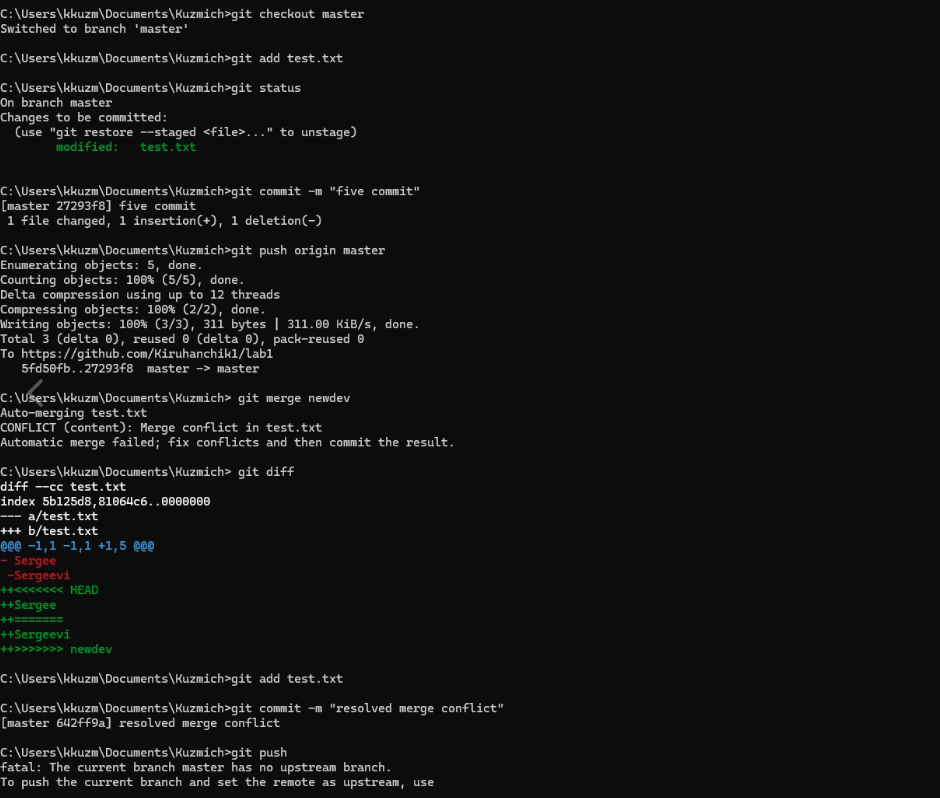 C:\Users\kkuzm\Documents\Kuzmich>git checkout master
Switched to branch 'master'
C:\Users\kkuzm\Documents\Kuzmich>git add test.txt
C:\Users\kkuzm\Documents\Kuzmich>git status
On branch master
Changes to be committed:
  (use "git restore --staged <file>..." to unstage)
        modified:   test.txt
C:\Users\kkuzm\Documents\Kuzmich>git commit -m "five commit"
[master 27293f8] five commit
 1 file changed, 1 insertion(+), 1 deletion(-)
C:\Users\kkuzm\Documents\Kuzmich>git push origin master
Enumerating objects: 5, done.
Counting objects: 100% (5/5), done.
Delta compression using up to 12 threads
Compressing objects: 100% (2/2), done.
Writing objects: 100% (3/3), 311 bytes | 311.00 KiB/s, done.
Total 3 (delta 0), reused 0 (delta 0), pack-reused 0
To https://github.com/Kiruhanchik1/lab1
   5fd50fb..27293f8  master -> master
C:\Users\kkuzm\Documents\Kuzmich> git merge newdev
Auto-merging test.txt
CONFLICT (content): Merge conflict in test.txt
Automatic merge failed; fix conflicts and then commit the result.
C:\Users\kkuzm\Documents\Kuzmich> git diff
diff --cc test.txt
index 5b125d8,81064c6..0000000
--- a/test.txt
+++ b/test.txt
@@@ -1,1 -1,1 +1,5 @@@
- Sergee
 -Sergeevi
++<<<<<<< HEAD
++Sergee
++=======
++Sergeevi
++>>>>>>> newdev
C:\Users\kkuzm\Documents\Kuzmich>git add test.txt
C:\Users\kkuzm\Documents\Kuzmich>git commit -m "resolved merge conflict"
[master 642ff9a] resolved merge conflict
C:\Users\kkuzm\Documents\Kuzmich>git push
fatal: The current branch master has no upstream branch.
To push the current branch and set the remote as upstream, use